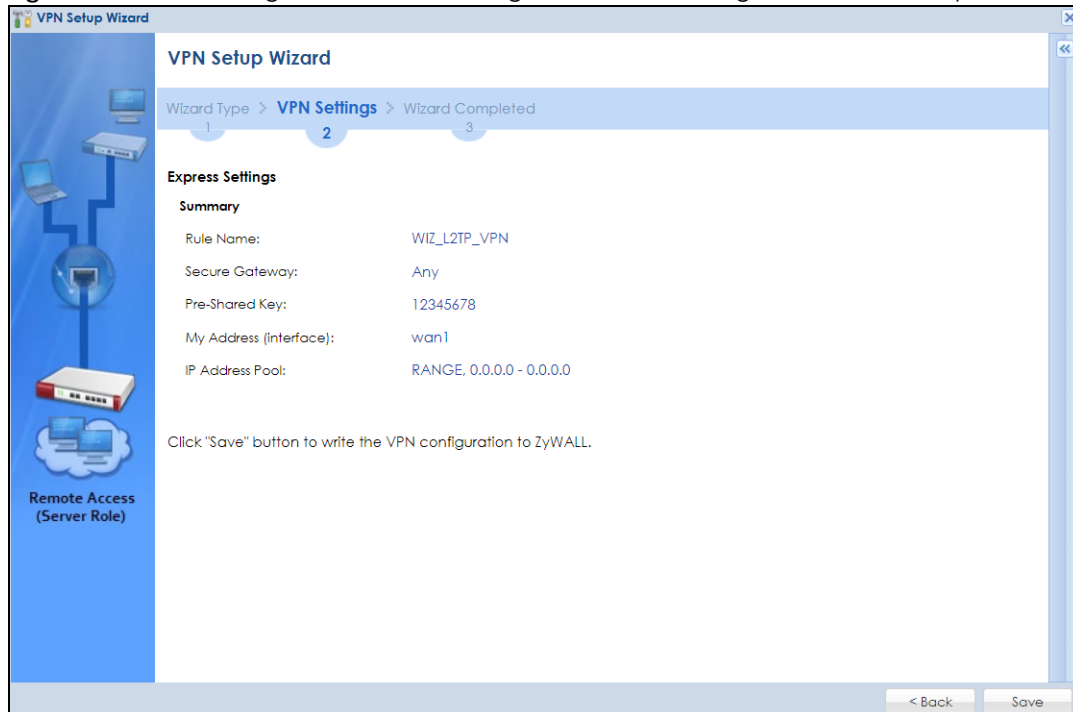 VPN Setup Wizard
VPN Setup Wizard
Wizard Type > VPN Settings > Wizard Completed
1 2 3
Express Settings
Summary
Rule Name: WIZ_L2TP_VPN
Secure Gateway: Any
Pre-Shared Key: 12345678
My Address (interface): wan1
IP Address Pool: RANGE, 0.0.0.0 - 0.0.0.0
Click "Save" button to write the VPN configuration to ZyWALL.
Remote Access
(Server Role)
< Back Save